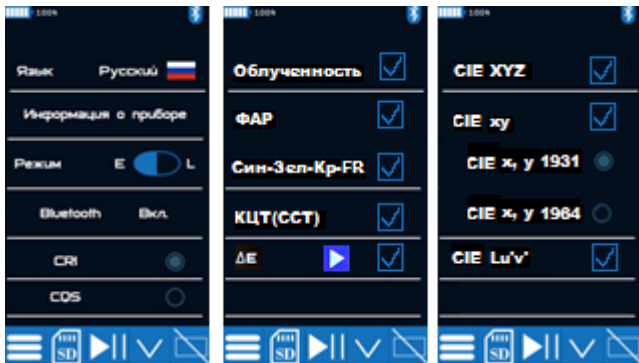 100%
Язык Русский
Информация о приборе
Режим E L
Bluetooth Вкл.
CRI
CQS
SD
100%
Облученность
ФАР
Син-Зел-Кр-FR
КЦТ(CCT)
ΔE
SD
100%
CIE XYZ
CIE xy
CIE x, y 1931
CIE x, y 1964
CIE Lu'v'
SD